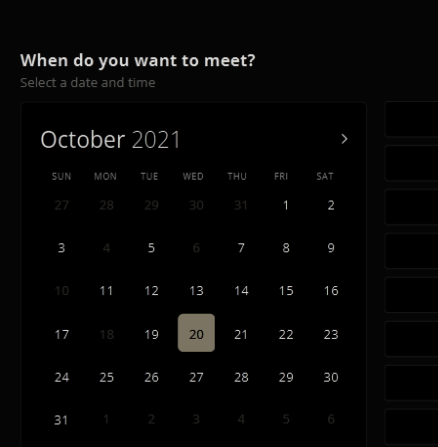 When do you want to meet?
Select a date and time
October 2021 >
SUN MON TUE WED THU FRI SAT
27 28 29 30 31 1 2
3 4 5 6 7 8 9
10 11 12 13 14 15 16
17 18 19 20 21 22 23
24 25 26 27 28 29 30
31 1 2 3 4 5 6